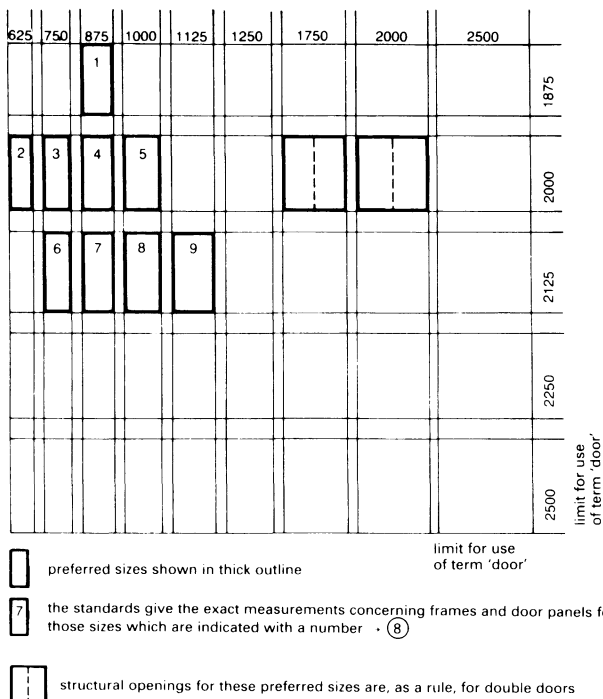 625 750 875 1000 1125 1250 1750 2000 2500
1
1875
2 3 4 5
2000
6 7 8 9
2125
2250
2500
limit for use
of term 'door'
limit for use
of term 'door'
preferred sizes shown in thick outline
7 the standards give the exact measurements concerning frames and door panels f
those sizes which are indicated with a number → 8
structural openings for these preferred sizes are, as a rule, for double doors